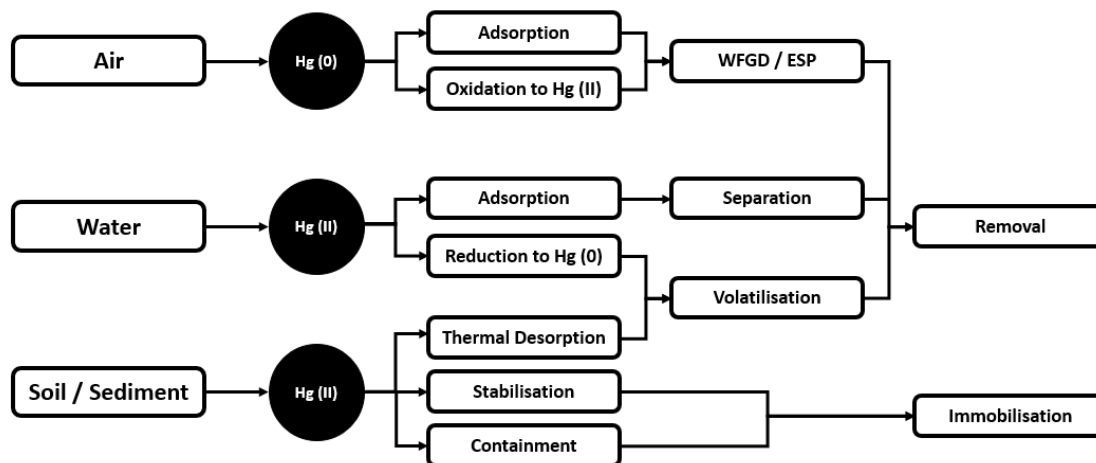 Air
Hg (0)
Adsorption
Oxidation to Hg (II)
WFGD / ESP
Water
Hg (II)
Adsorption
Reduction to Hg (0)
Separation
Volatilisation
Removal
Soil / Sediment
Hg (II)
Thermal Desorption
Stabilisation
Containment
Immobilisation